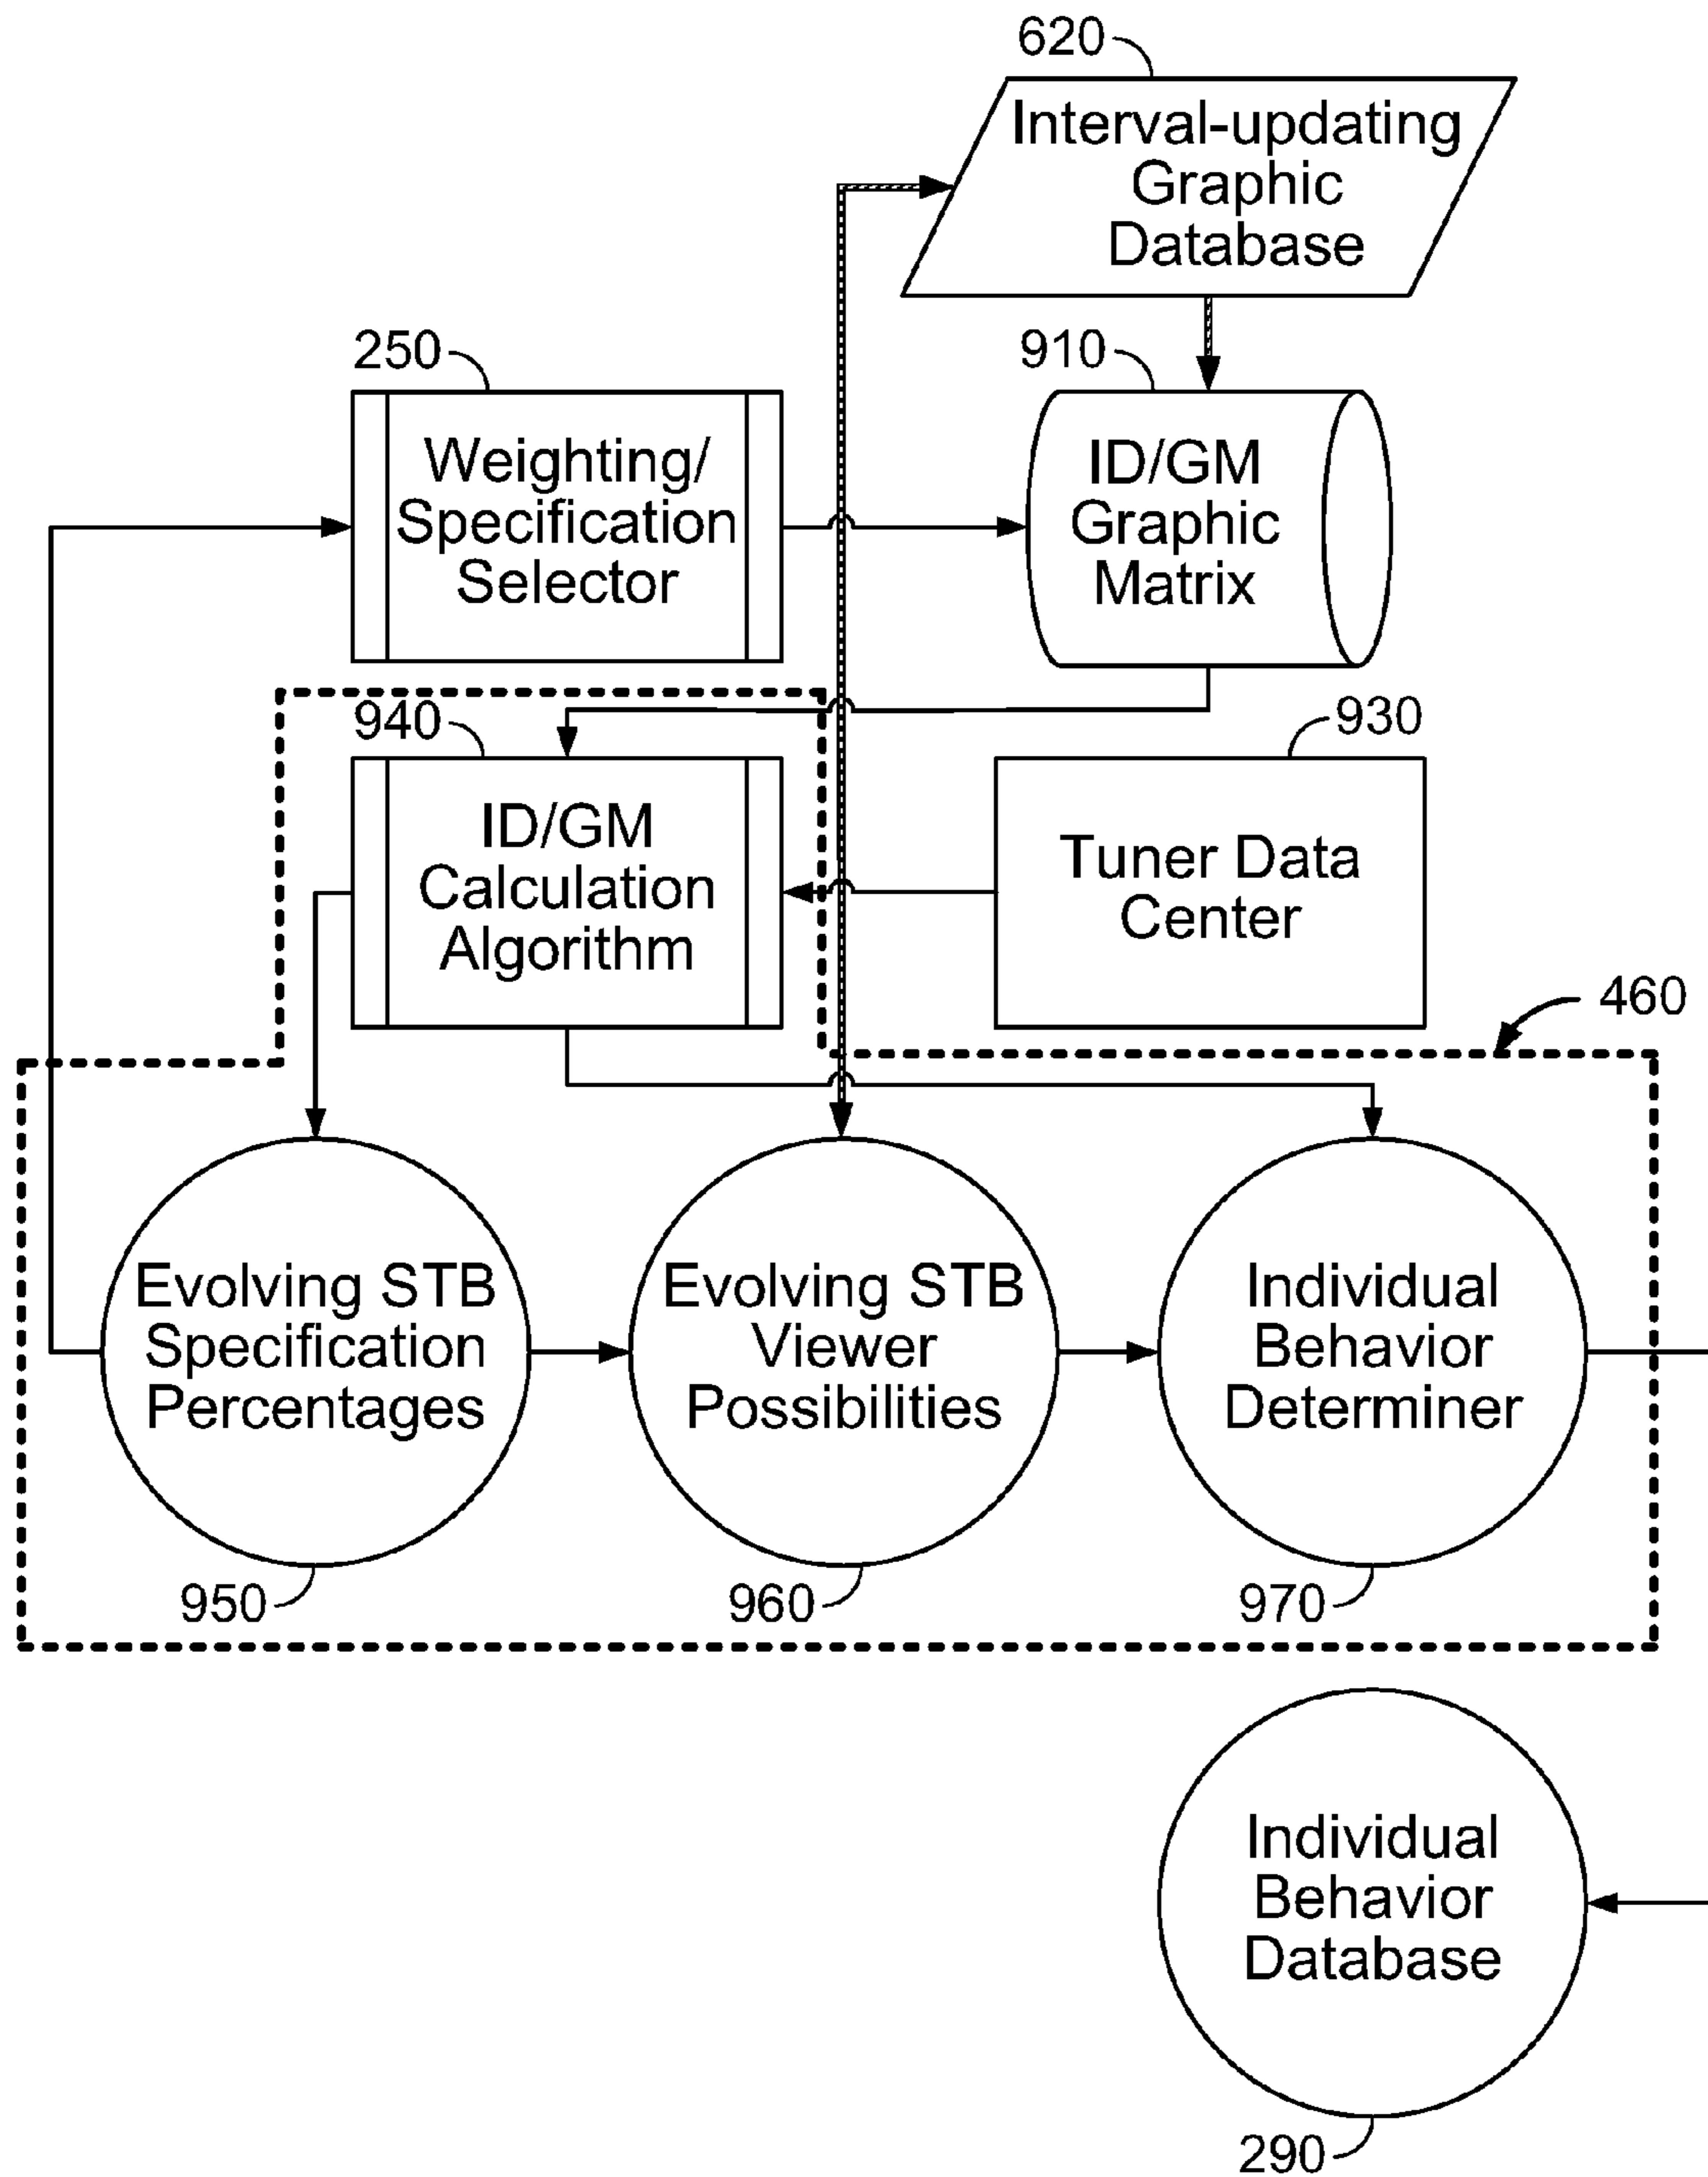 620
Interval-updating
Graphic
Database
250
910
Weighting/
Specification
Selector
ID/GM
Graphic
Matrix
940
930
ID/GM
Calculation
Algorithm
Tuner Data
Center
460
Evolving STB
Specification
Percentages
Evolving STB
Viewer
Possibilities
Individual
Behavior
Determiner
950
960
970
Individual
Behavior
Database
290